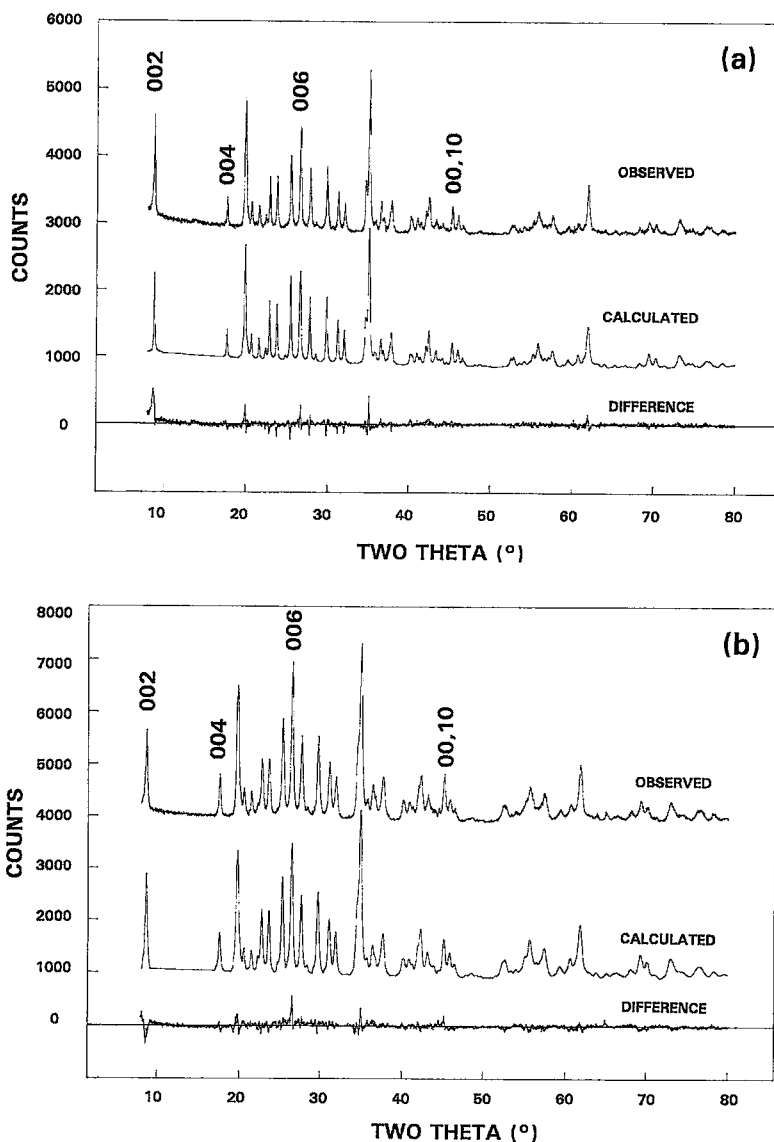 6000
(a)
002
006
5000
004
00,10
4000
OBSERVED
3000
COUNTS
2000
CALCULATED
1000
DIFFERENCE
0
10 20 30 40 50 60 70 80
TWO THETA (º)
8000
006
(b)
7000
002
004
00,10
6000
5000
OBSERVED
4000
COUNTS
3000
2000
CALCULATED
1000
DIFFERENCE
0
10 20 30 40 50 60 70 80
TWO THETA (º)